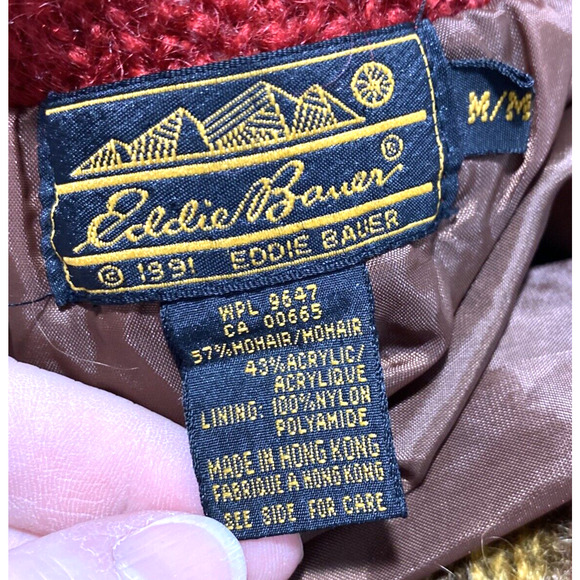 M/M
Eddie Bauer ®
© 1991 EDDIE BAUER
WPL 9647
CA 00665
57% MOHAIR/MOHAIR
43% ACRYLIC/
ACRYLIQUE
LINING: 100% NYLON
POLYAMIDE
MADE IN HONG KONG
FABRIQUE A HONG KONG
SEE SIDE FOR CARE